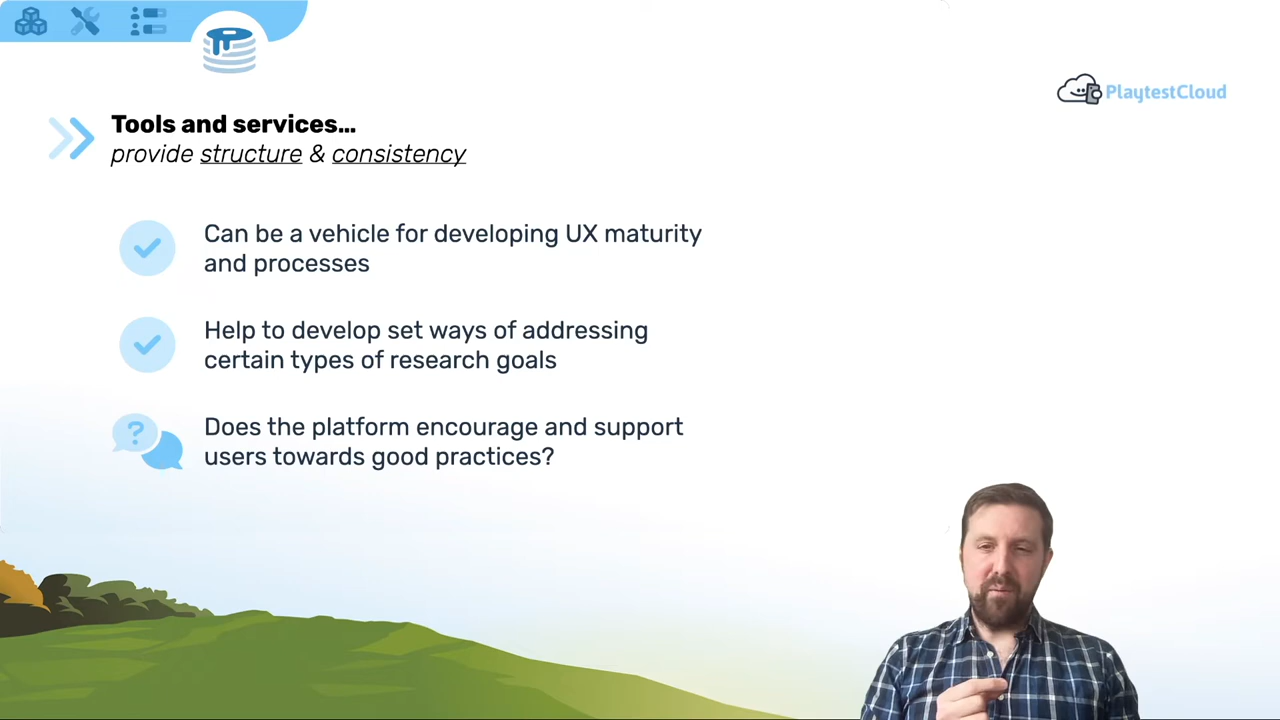 PlaytestCloud
Tools and services...
provide structure & consistency
Can be a vehicle for developing UX maturity
and processes
Help to develop set ways of addressing
certain types of research goals
?
Does the platform encourage and support
users towards good practices?